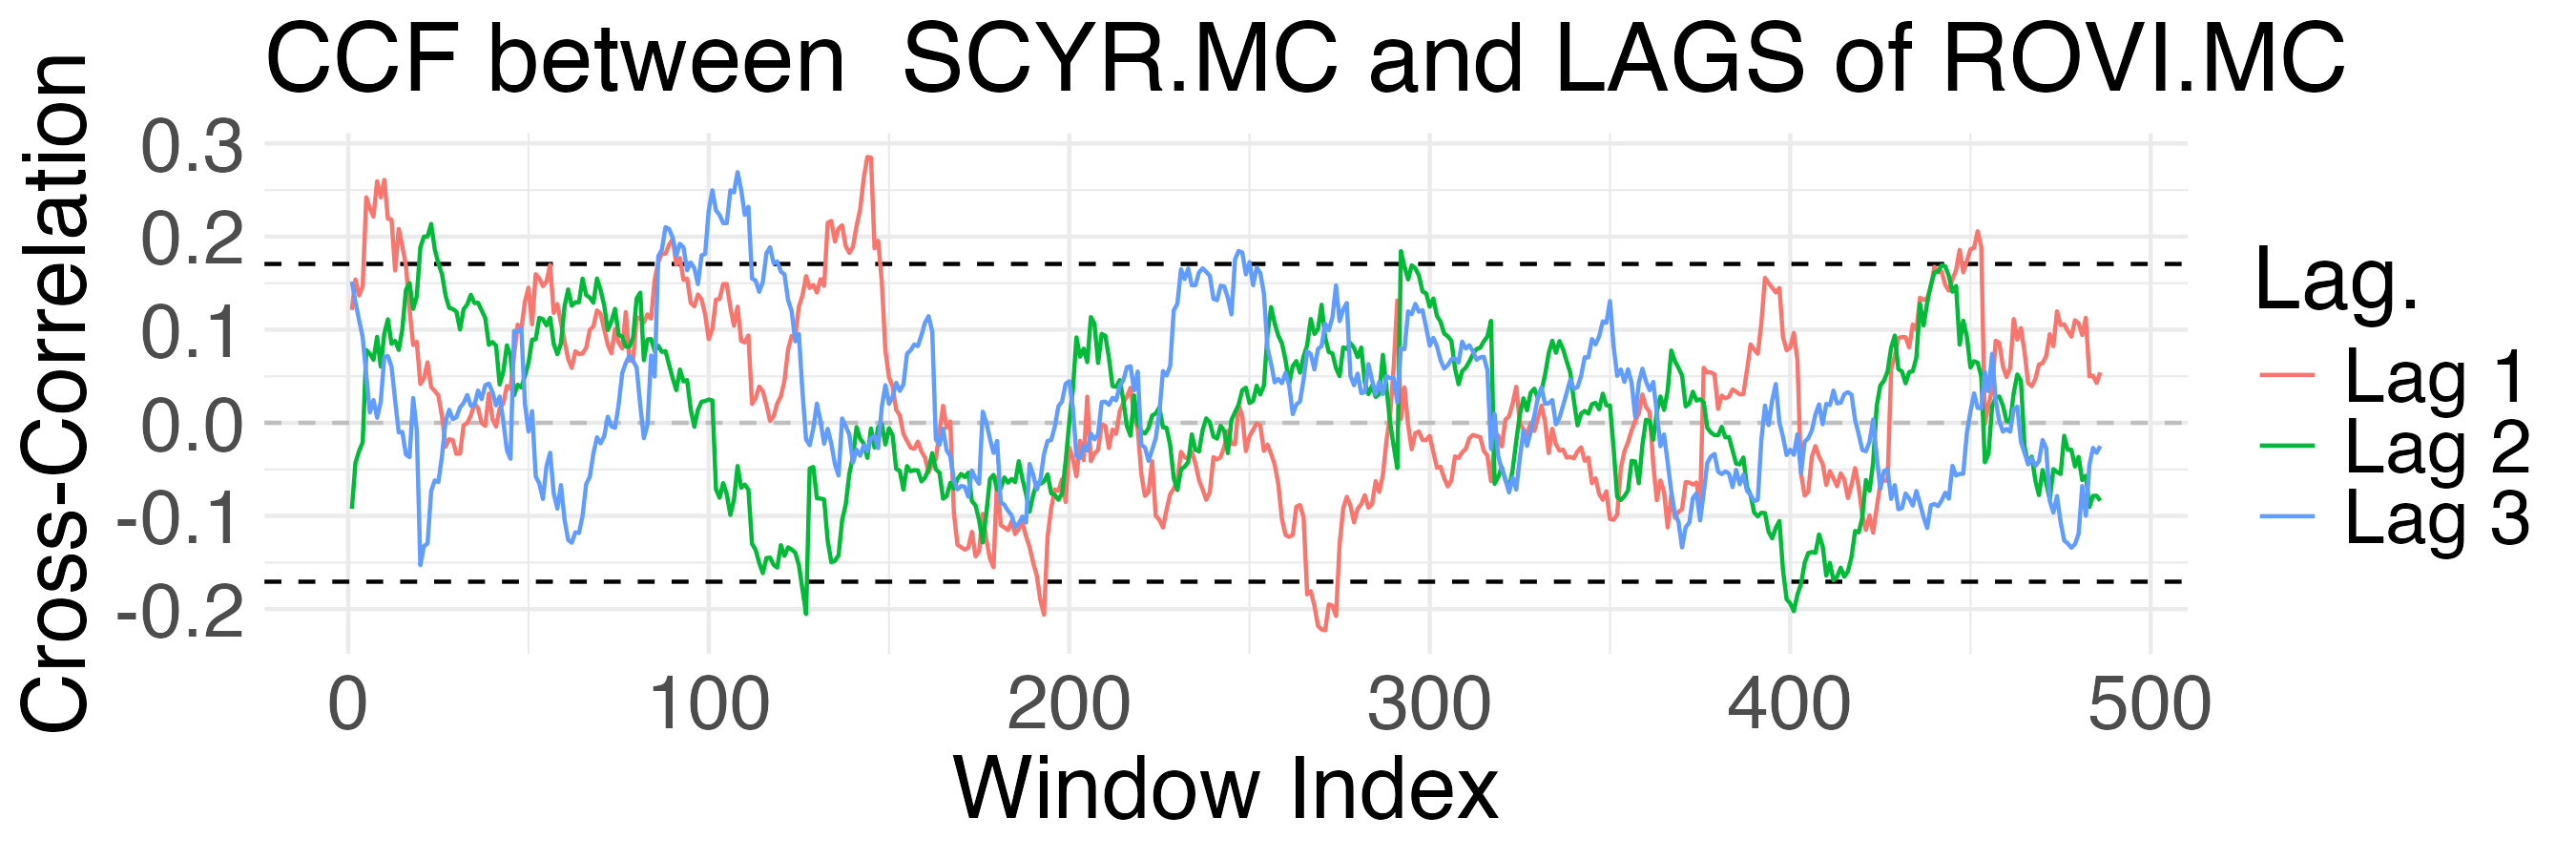 CCF between  SCYR.MC and LAGS of ROVI.MC
Cross-Correlation
0.3
0.2
0.1
0.0
-0.1
-0.2
0
100
200
300
400
500
Window Index
Lag.
Lag 1
Lag 2
Lag 3